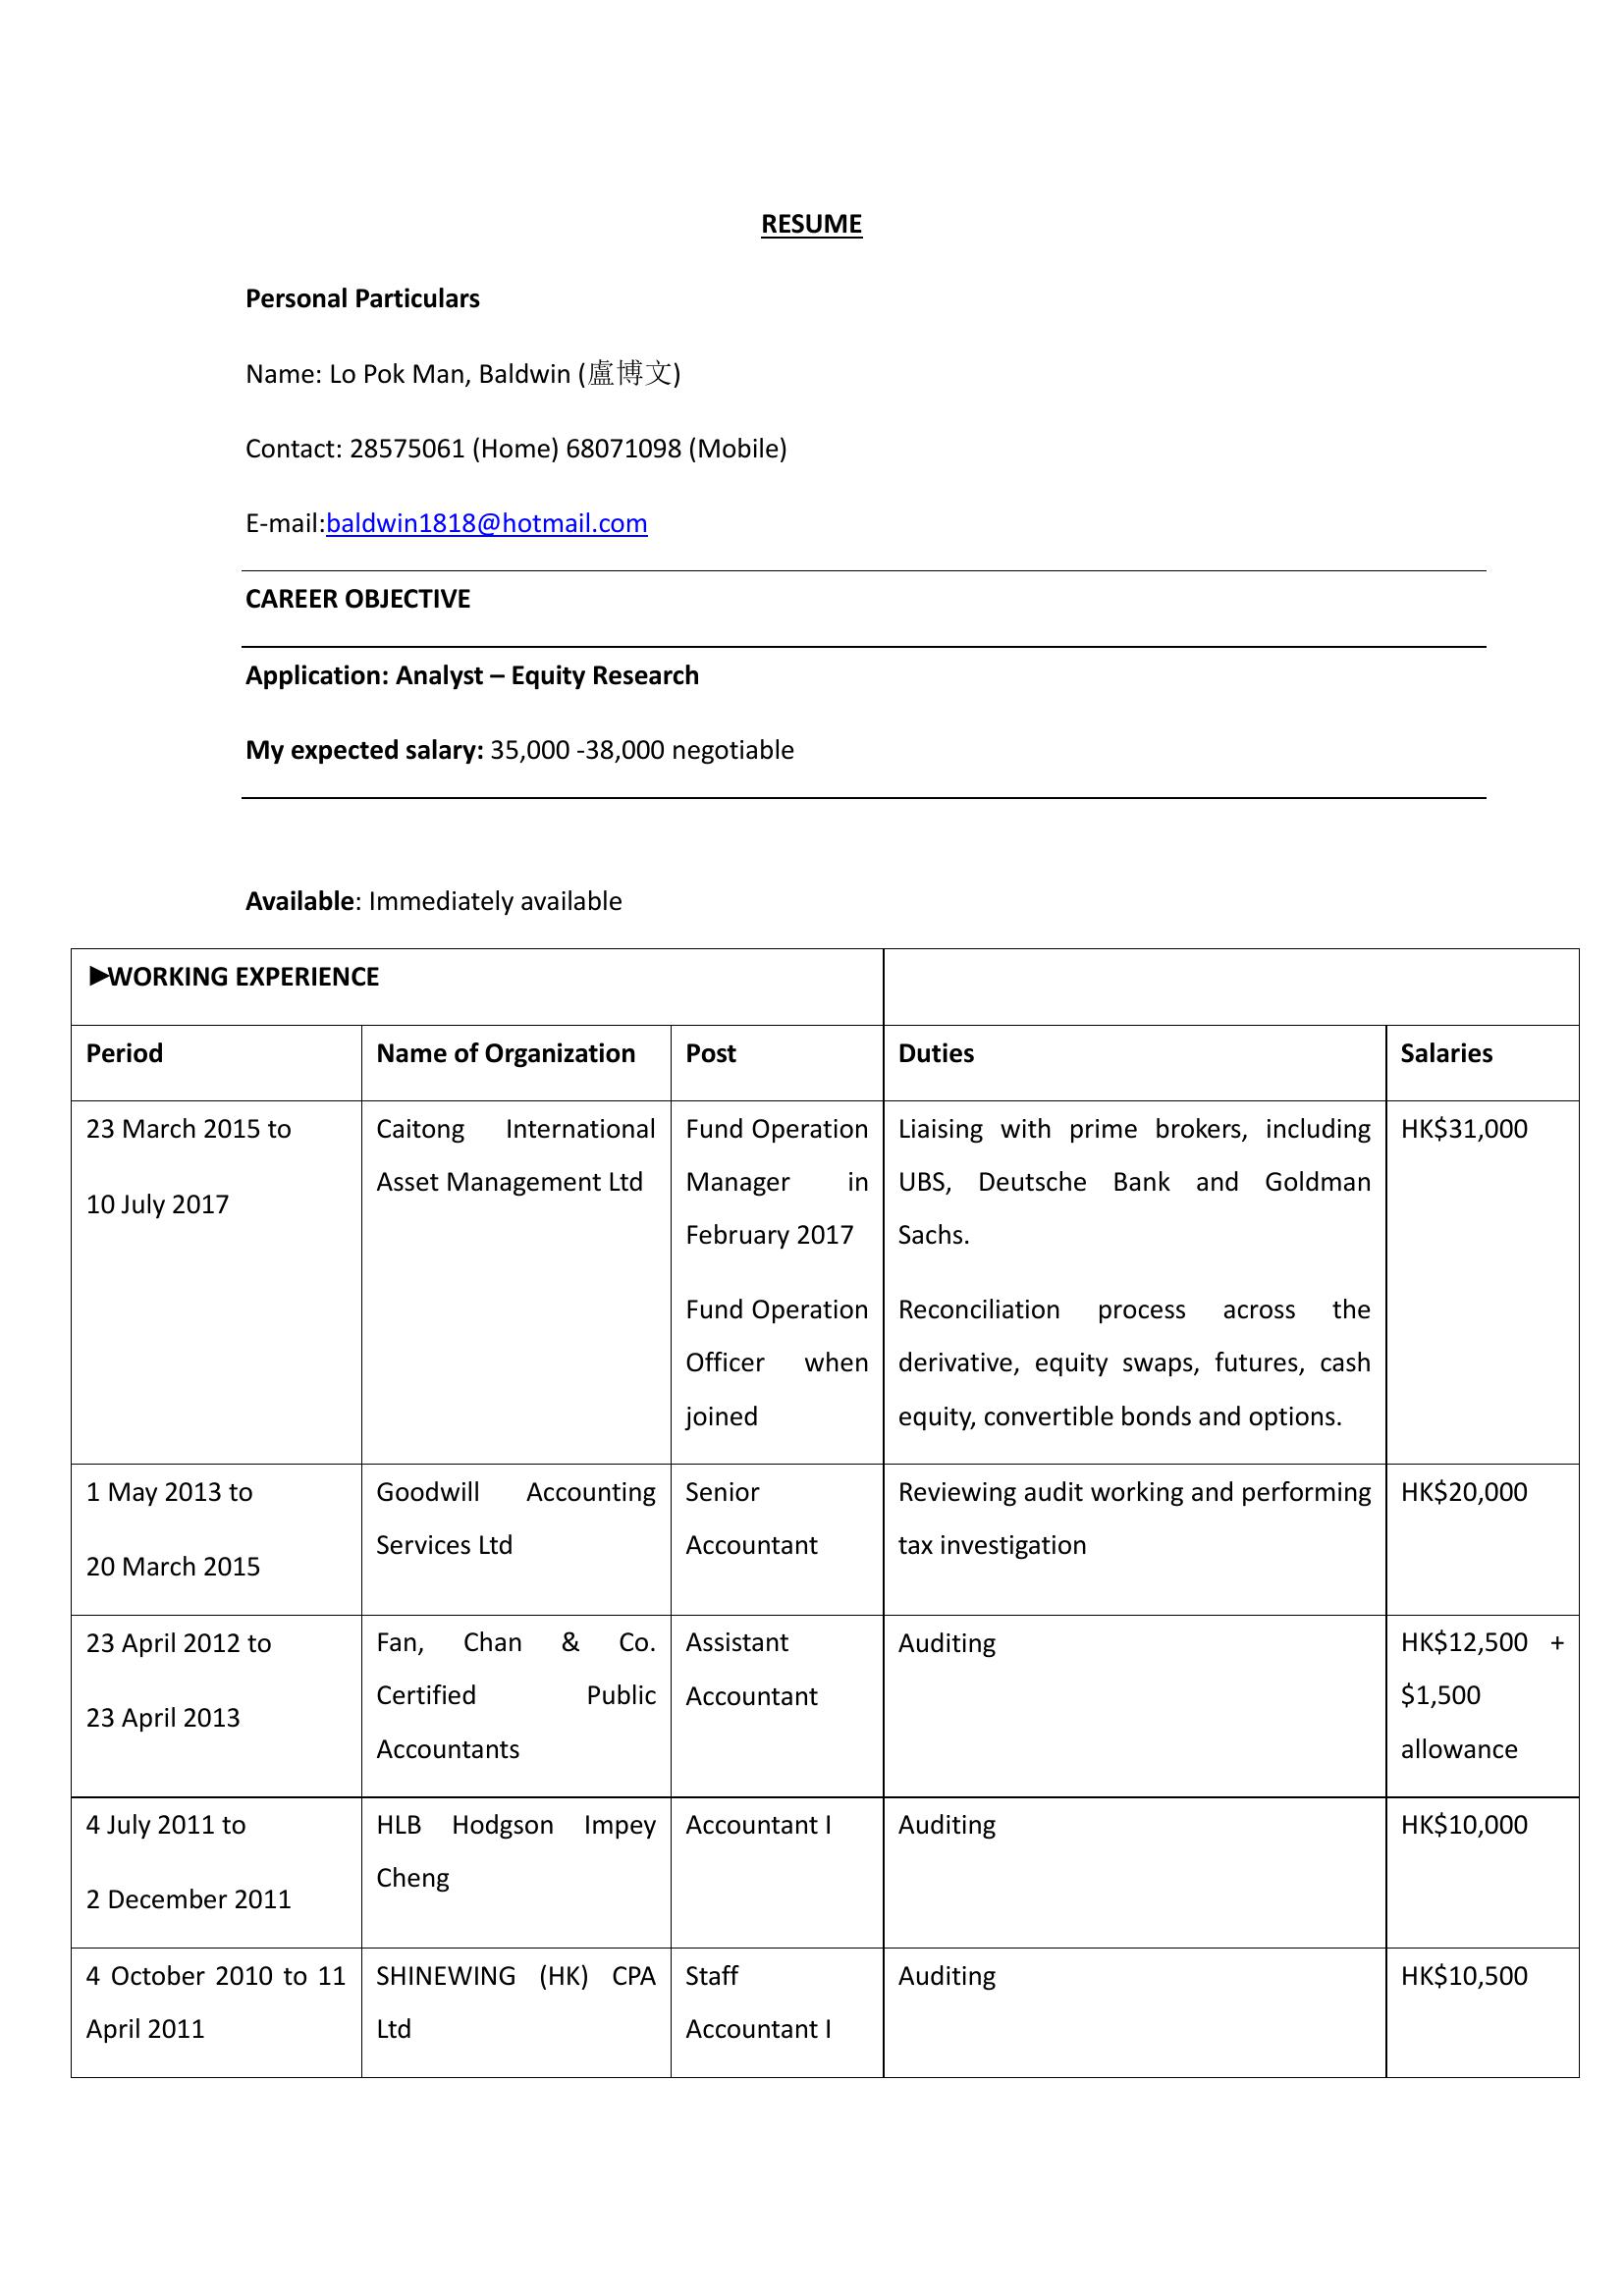 RESUME
Personal Particulars
Name: Lo Pok Man, Baldwin (盧博文)
Contact: 28575061 (Home) 68071098 (Mobile)
E-mail:baldwin1818@hotmail.com
CAREER OBJECTIVE
Application: Analyst – Equity Research
My expected salary: 35,000 -38,000 negotiable
Available: Immediately available
►WORKING EXPERIENCE
Period
Name of Organization
Post
Duties
Salaries
23 March 2015 to
10 July 2017
Caitong International
Asset Management Ltd
Fund Operation
Manager in
February 2017
Fund Operation
Officer when
joined
Liaising with prime brokers, including
UBS, Deutsche Bank and Goldman
Sachs.
Reconciliation process across the
derivative, equity swaps, futures, cash
equity, convertible bonds and options.
HK$31,000
1 May 2013 to
20 March 2015
Goodwill Accounting
Services Ltd
Senior
Accountant
Reviewing audit working and performing
tax investigation
HK$20,000
23 April 2012 to
23 April 2013
Fan, Chan & Co.
Certified Public
Accountants
Assistant
Accountant
Auditing
HK$12,500 +
$1,500
allowance
4 July 2011 to
2 December 2011
HLB Hodgson Impey
Cheng
Accountant I
Auditing
HK$10,000
4 October 2010 to 11
April 2011
SHINEWING (HK) CPA
Ltd
Staff
Accountant I
Auditing
HK$10,500